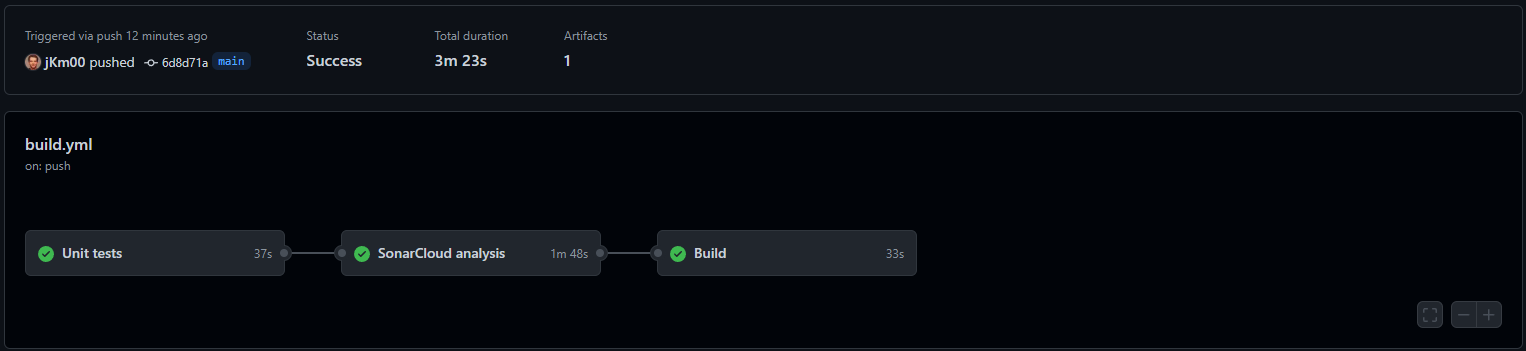 Triggered via push 12 minutes ago
jKm00 pushed 6d8d71a main
Status
Success
Total duration
3m 23s
Artifacts
1
build.yml
on: push
Unit tests 37s
SonarCloud analysis 1m 48s
Build 33s